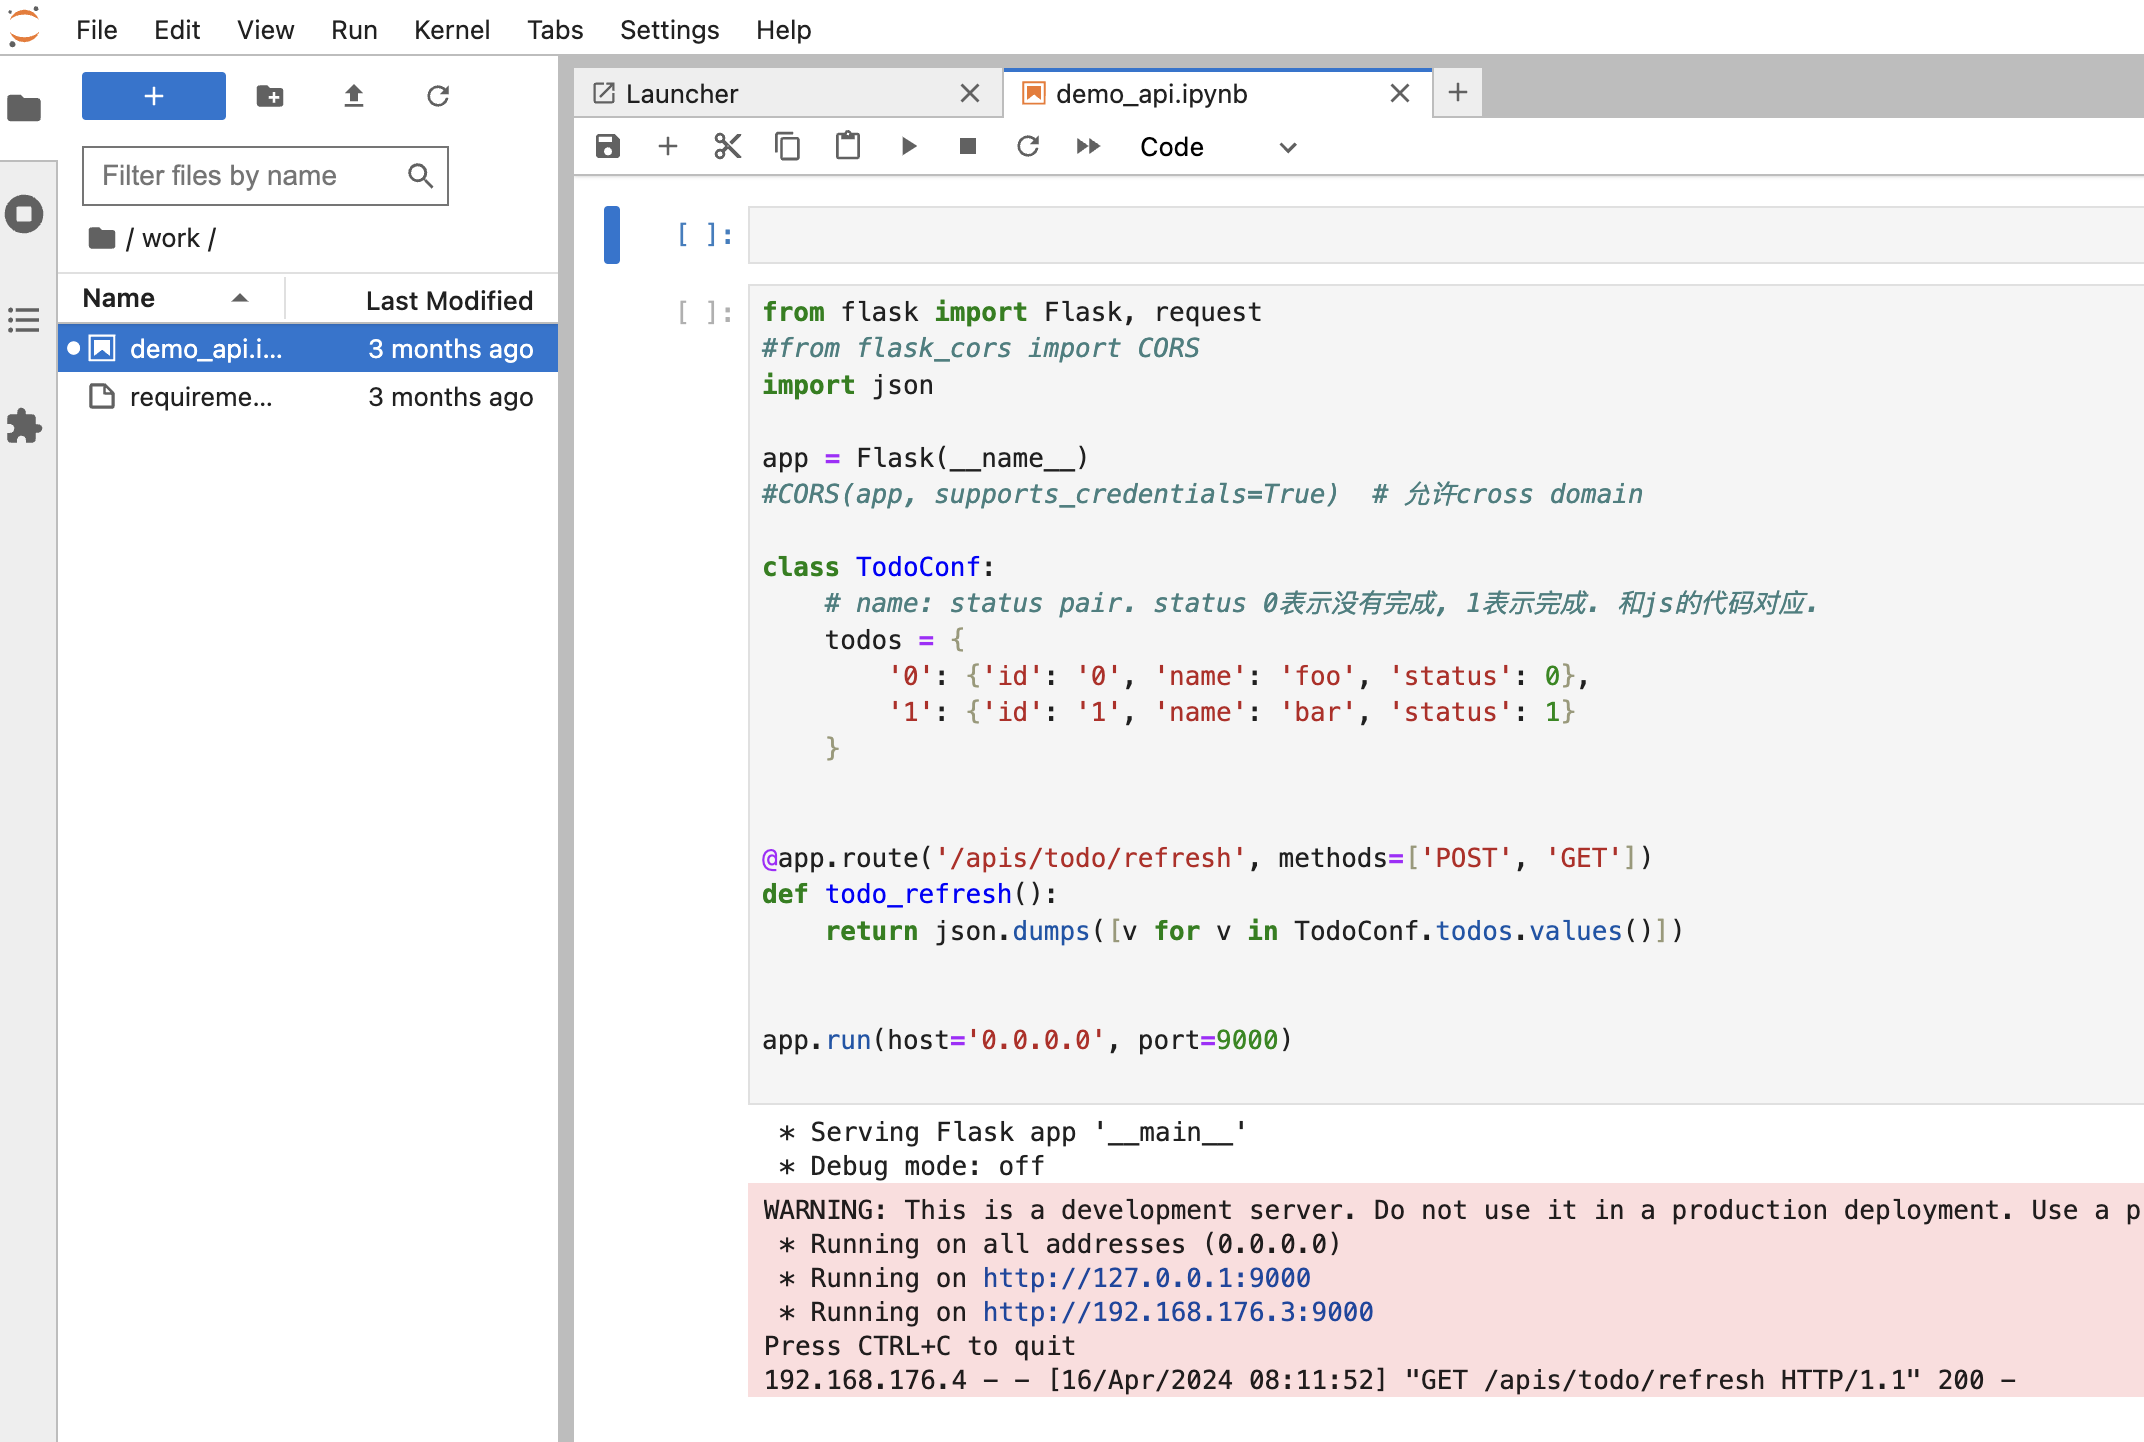 File Edit View Run Kernel Tabs Settings Help
Filter files by name
/ work /
Name Last Modified
demo_api.i... 3 months ago
requireme... 3 months ago
Launcher demo_api.ipynb
Code
[ ]:
[ ]: from flask import Flask, request
#from flask_cors import CORS
import json
app = Flask(__name__)
#CORS(app, supports_credentials=True)  # 允许cross domain
class TodoConf:
    # name: status pair. status 0表示没有完成, 1表示完成. 和js的代码对应.
    todos = {
        '0': {'id': '0', 'name': 'foo', 'status': 0},
        '1': {'id': '1', 'name': 'bar', 'status': 1}
    }
@app.route('/apis/todo/refresh', methods=['POST', 'GET'])
def todo_refresh():
    return json.dumps([v for v in TodoConf.todos.values()])
app.run(host='0.0.0.0', port=9000)
 * Serving Flask app '__main__'
 * Debug mode: off
WARNING: This is a development server. Do not use it in a production deployment. Use a p
 * Running on all addresses (0.0.0.0)
 * Running on http://127.0.0.1:9000
 * Running on http://192.168.176.3:9000
Press CTRL+C to quit
192.168.176.4 - - [16/Apr/2024 08:11:52] "GET /apis/todo/refresh HTTP/1.1" 200 -